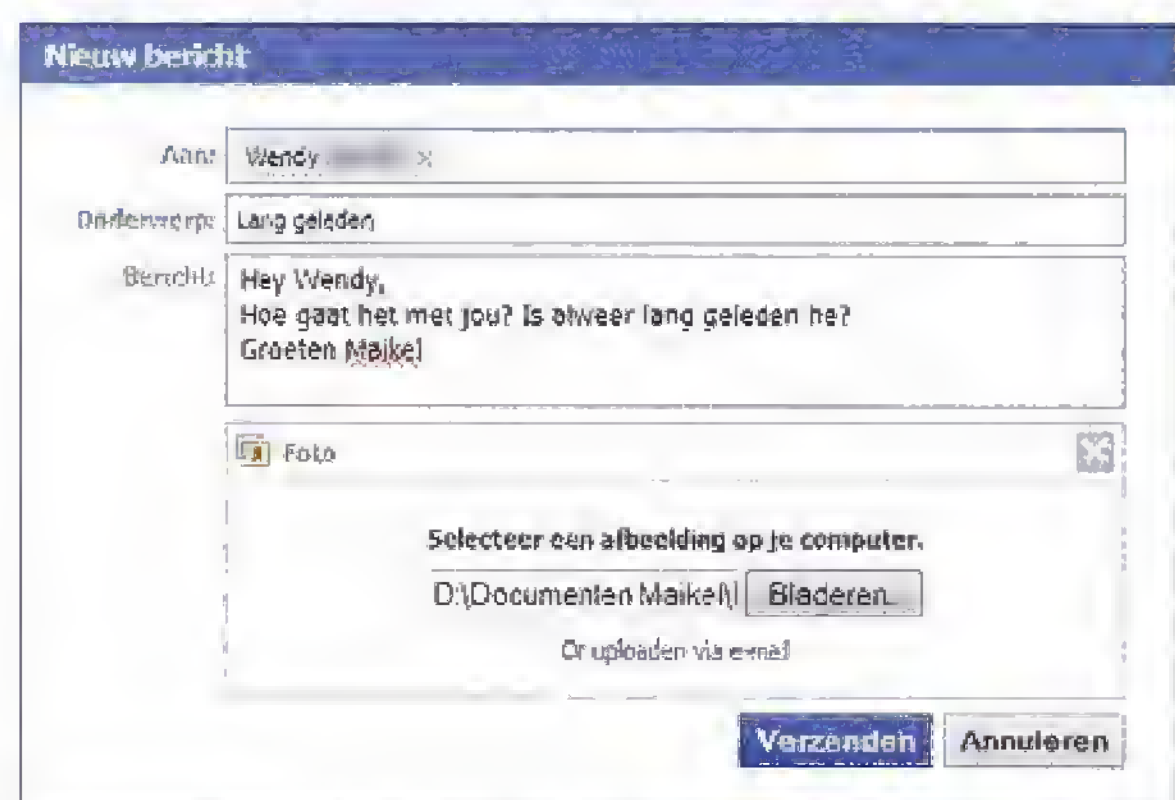 Nieuw bericht
Aan: Wendy
Onderwerp: Lang geleden
Bericht: Hey Wendy,
Hoe gaat het met jou? Is alweer lang geleden he?
Groeten Maikel
Foto
Selecteer een afbeelding op je computer.
D:\Documenten Maikel\ Bladeren...
Of uploaden via e-mail
Verzenden Annuleren